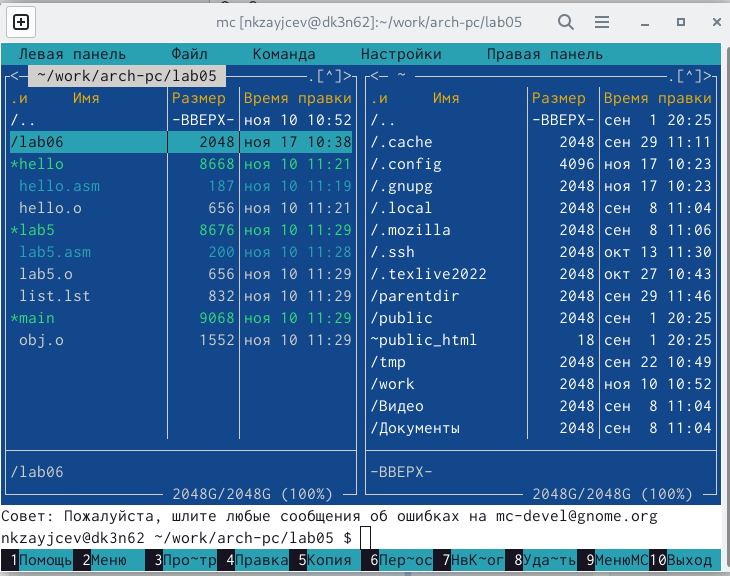 mc [nkzayjcev@dk3n62]:~/work/arch-pc/lab05
Левая панель Файл Команда Настройки Правая панель
<— ~/work/arch-pc/lab05 .[^]>
.и Имя Размер Время правки
/.. –ВВЕРХ– ноя 10 10:52
/lab06 2048 ноя 17 10:38
*hello 8668 ноя 10 11:21
hello.asm 187 ноя 10 11:19
hello.o 656 ноя 10 11:21
*lab5 8676 ноя 10 11:29
lab5.asm 200 ноя 10 11:28
lab5.o 656 ноя 10 11:29
list.lst 832 ноя 10 11:29
*main 9068 ноя 10 11:29
obj.o 1552 ноя 10 11:29
/lab06
2048G/2048G (100%)
<— ~ .[^]>
.и Имя Размер Время правки
/.. –ВВЕРХ– сен 1 20:25
/.cache 2048 сен 29 11:11
/.config 4096 ноя 17 10:23
/.gnupg 2048 ноя 17 10:23
/.local 2048 сен 8 11:04
/.mozilla 2048 сен 8 11:06
/.ssh 2048 окт 13 11:30
/.texlive2022 2048 окт 27 10:43
/parentdir 2048 сен 29 11:46
/public 2048 сен 1 20:25
~public_html 18 сен 1 20:25
/tmp 2048 сен 22 10:49
/work 2048 ноя 10 10:52
/Видео 2048 сен 8 11:04
/Документы 2048 сен 8 11:04
–ВВЕРХ–
2048G/2048G (100%)
Совет: Пожалуйста, шлите любые сообщения об ошибках на mc-devel@gnome.org
nkzayjcev@dk3n62 ~/work/arch-pc/lab05 $
1Помощь 2Меню 3Про~тр 4Правка 5Копия 6Пер~ос 7НвК~ог 8Уда~ть 9МенюМС 10Выход